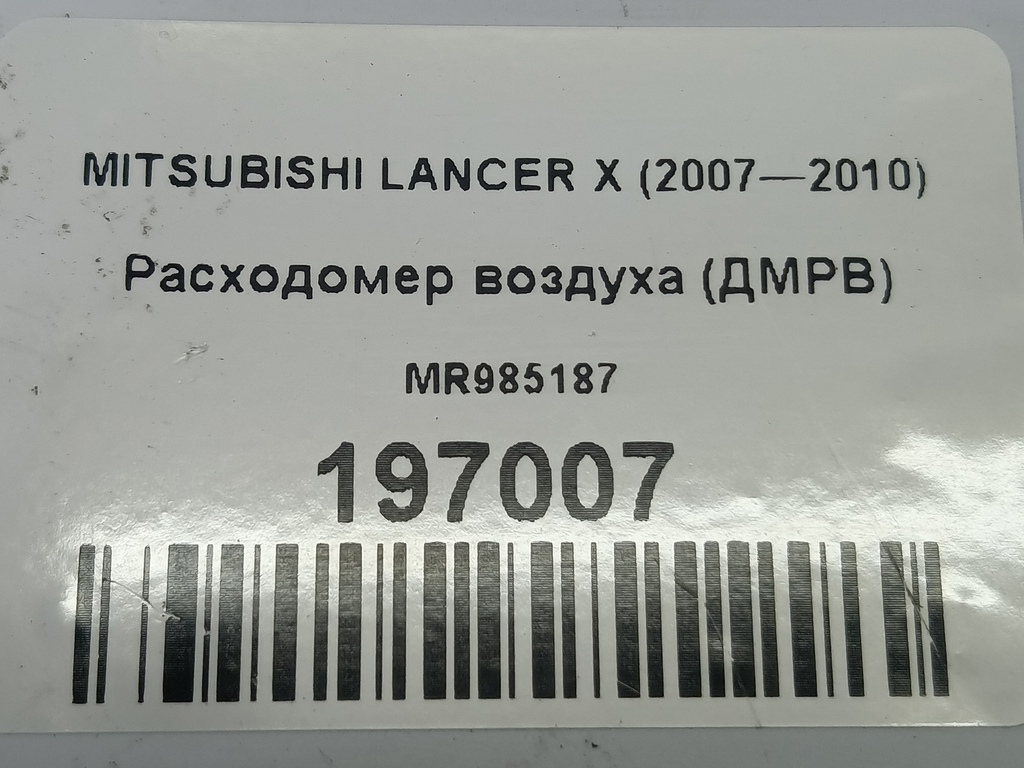 MITSUBISHI LANCER X (2007—2010)
Расходомер воздуха (ДМРВ)
MR985187
197007